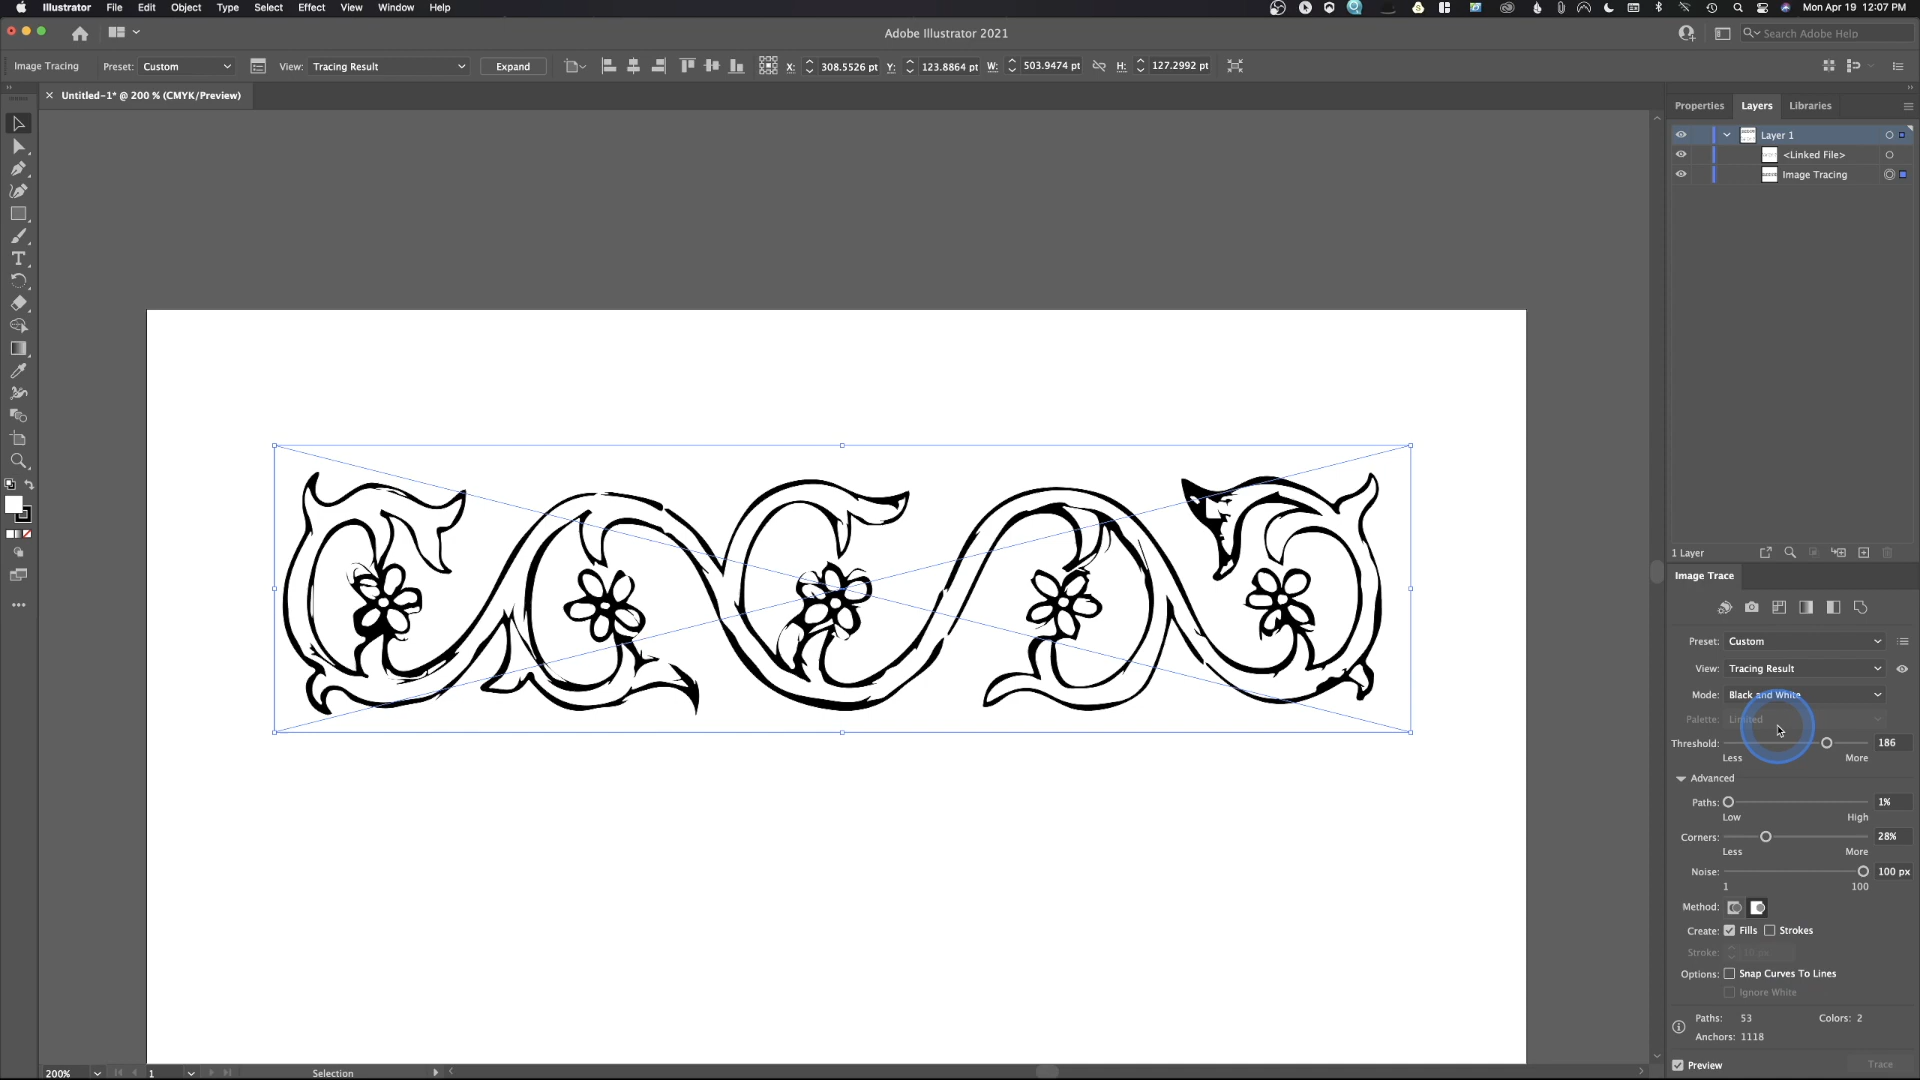 Illustrator File Edit Object Type Select Effect View Window Help Mon Apr 19 12:07 PM
Adobe Illustrator 2021 Search Adobe Help
Image Tracing Preset: Custom View: Tracing Result Expand X: 308.5526 pt Y: 123.8864 pt W: 503.9474 pt H: 127.2992 pt
Untitled-1* @ 200 % (CMYK/Preview)
Properties Layers Libraries
Layer 1
<Linked File>
Image Tracing
1 Layer
Image Trace
Preset: Custom
View: Tracing Result
Mode: Black and White
Palette: Limited
Threshold: 186
Less More
Advanced
Paths: 1%
Low High
Corners: 28%
Less More
Noise: 100 px
1 100
Method:
Create: Fills Strokes
Stroke: 10 px
Options: Snap Curves To Lines
Ignore White
Paths: 53 Colors: 2
Anchors: 1118
Preview Trace
200% 1 Selection